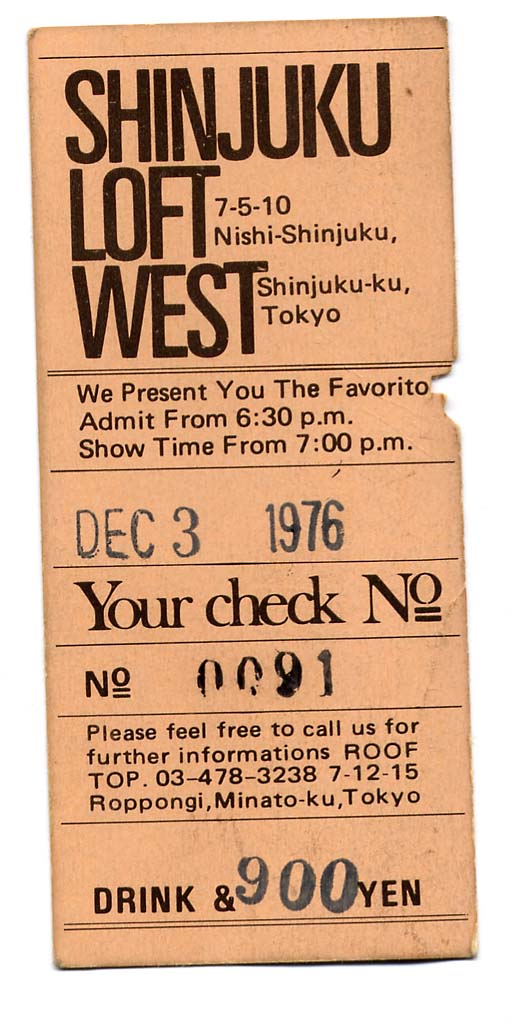 SHINJUKU
LOFT 7-5-10
Nishi-Shinjuku,
WEST Shinjuku-ku,
Tokyo
We Present You The Favorito
Admit From 6:30 p.m.
Show Time From 7:00 p.m.
DEC 3 1976
Your check No
No 0091
Please feel free to call us for
further informations ROOF
TOP. 03-478-3238 7-12-15
Roppongi,Minato-ku,Tokyo
DRINK & 900 YEN